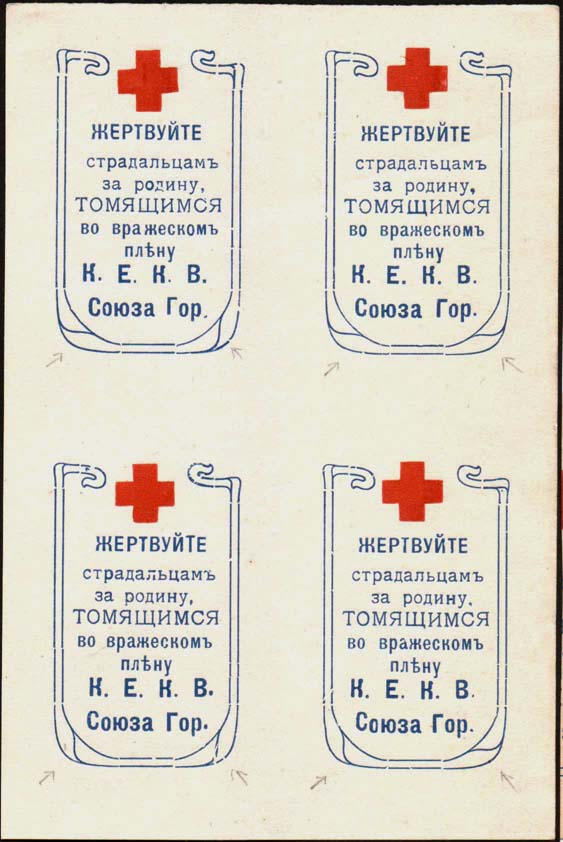 ЖЕРТВУЙТЕ
страдальцамъ
за родину,
ТОМЯЩИМСЯ
во вражескомъ
плѣну
К. Е. К. В.
Союза Гор.
ЖЕРТВУЙТЕ
страдальцамъ
за родину,
ТОМЯЩИМСЯ
во вражескомъ
плѣну
К. Е. К. В.
Союза Гор.
ЖЕРТВУЙТЕ
страдальцамъ
за родину,
ТОМЯЩИМСЯ
во вражескомъ
плѣну
К. Е. К. В.
Союза Гор.
ЖЕРТВУЙТЕ
страдальцамъ
за родину,
ТОМЯЩИМСЯ
во вражескомъ
плѣну
К. Е. К. В.
Союза Гор.